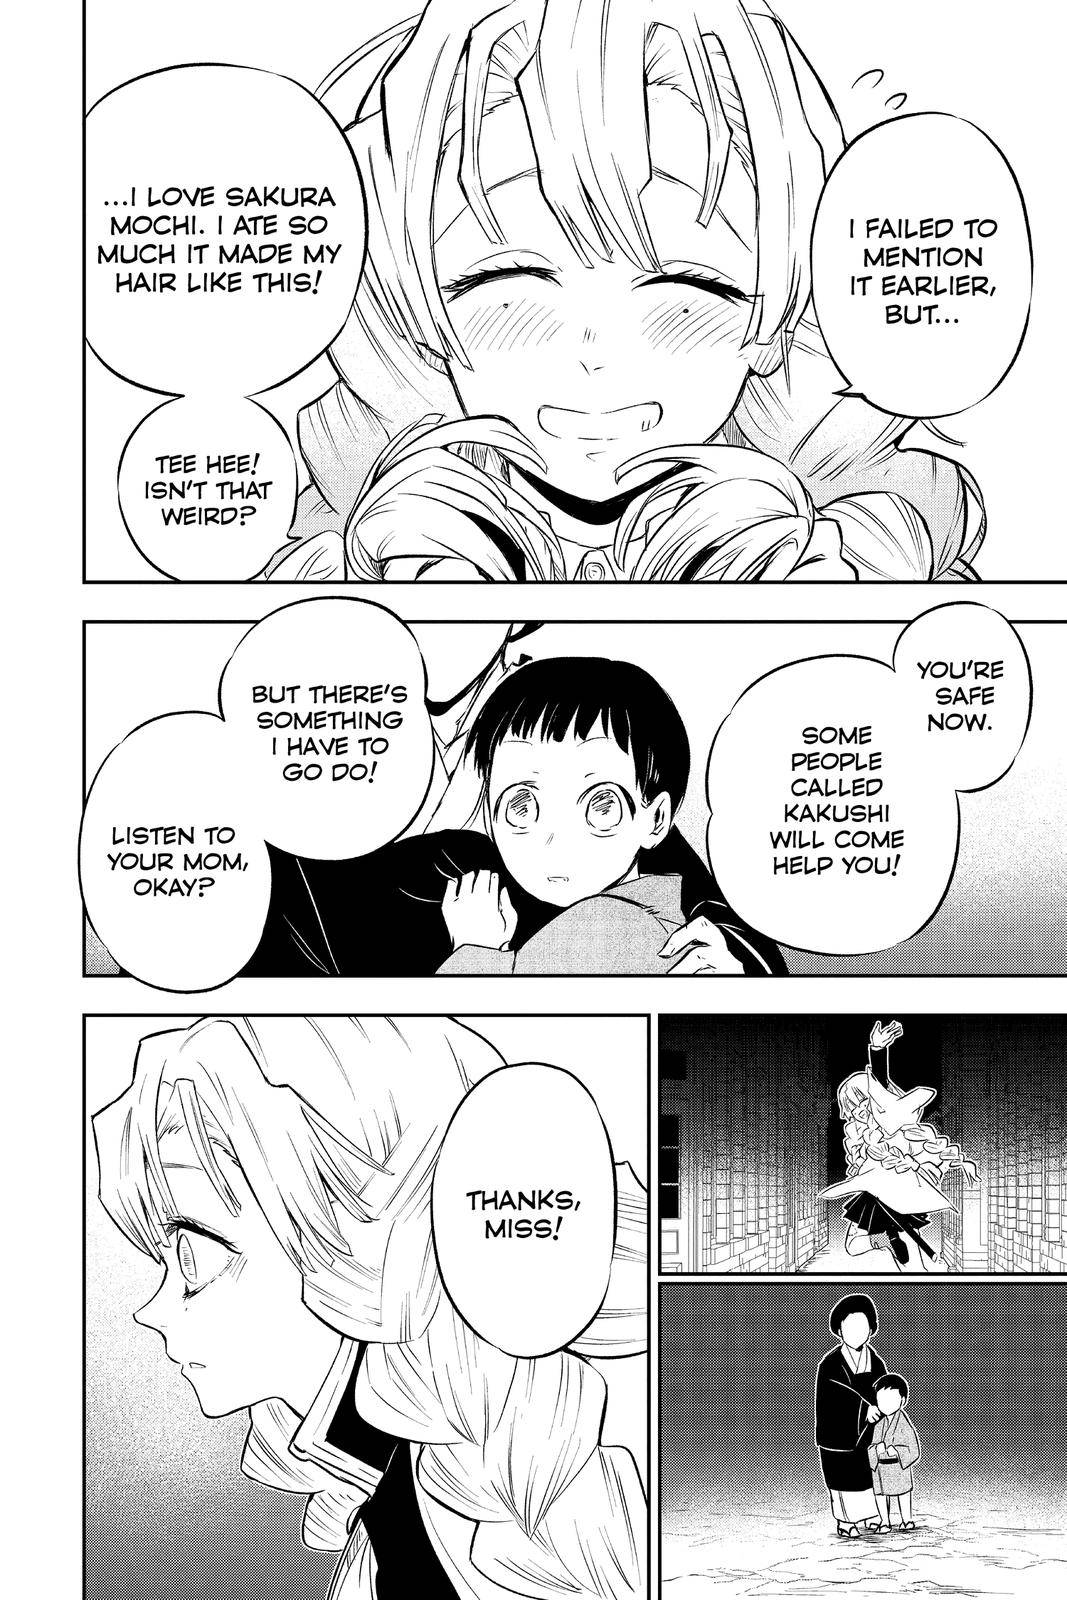 I FAILED TO
MENTION
IT EARLIER,
BUT...
...I LOVE SAKURA
MOCHI. I ATE SO
MUCH IT MADE MY
HAIR LIKE THIS!
TEE HEE!
ISN'T THAT
WEIRD?
YOU'RE
SAFE
NOW.
SOME
PEOPLE
CALLED
KAKUSHI
WILL COME
HELP YOU!
BUT THERE'S
SOMETHING
I HAVE TO
GO DO!
LISTEN TO
YOUR MOM,
OKAY?
THANKS,
MISS!